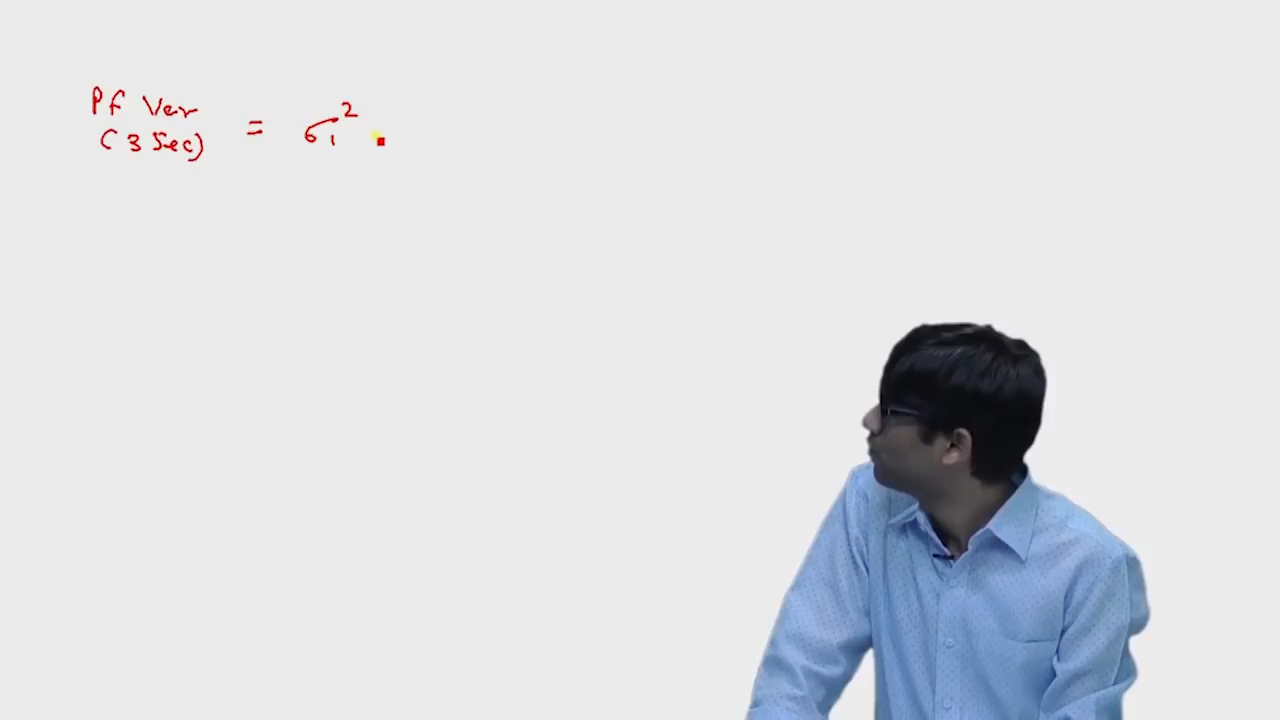 Pf Var
(3 Sec) = σ₁²